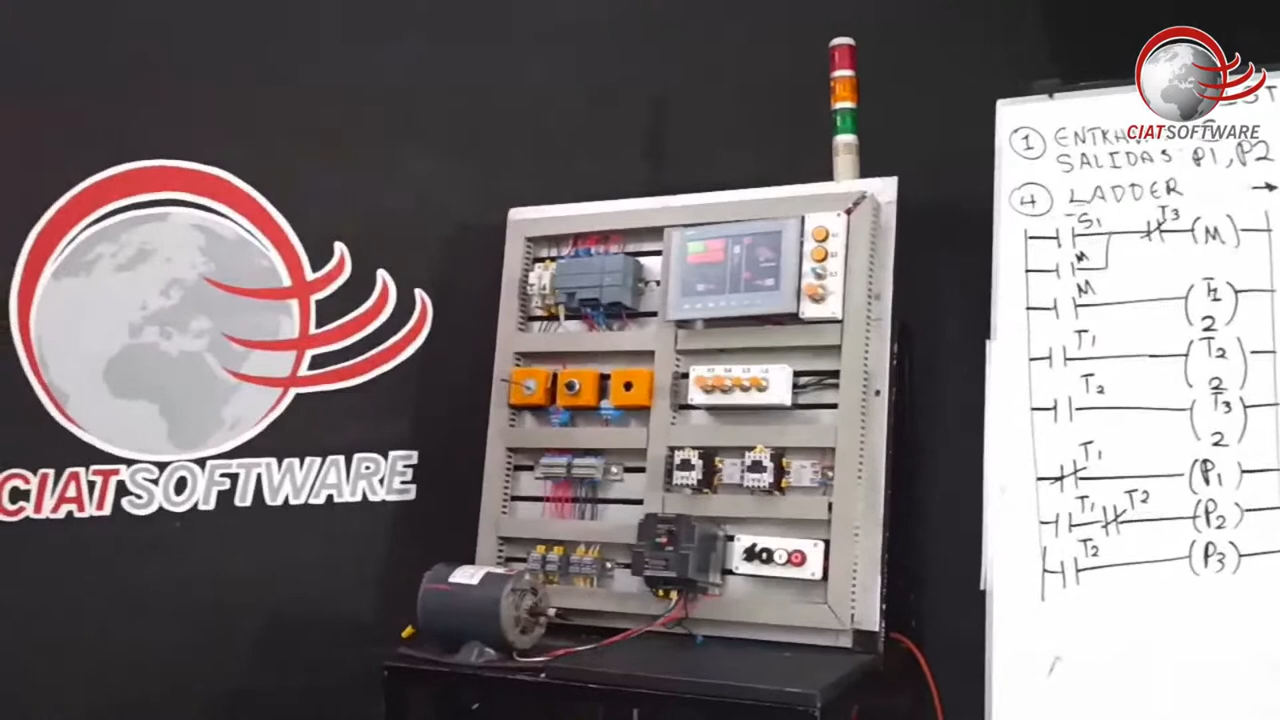 CIATSOFTWARE
CIATSOFTWARE
1
SALIDAS P1, P2
4 LADDER
S1 T3 (M)
M
M (T1)
2
T1 (T2)
2
T2 (T3)
2
T1 (P1)
T1 T2 (P2)
T2 (P3)